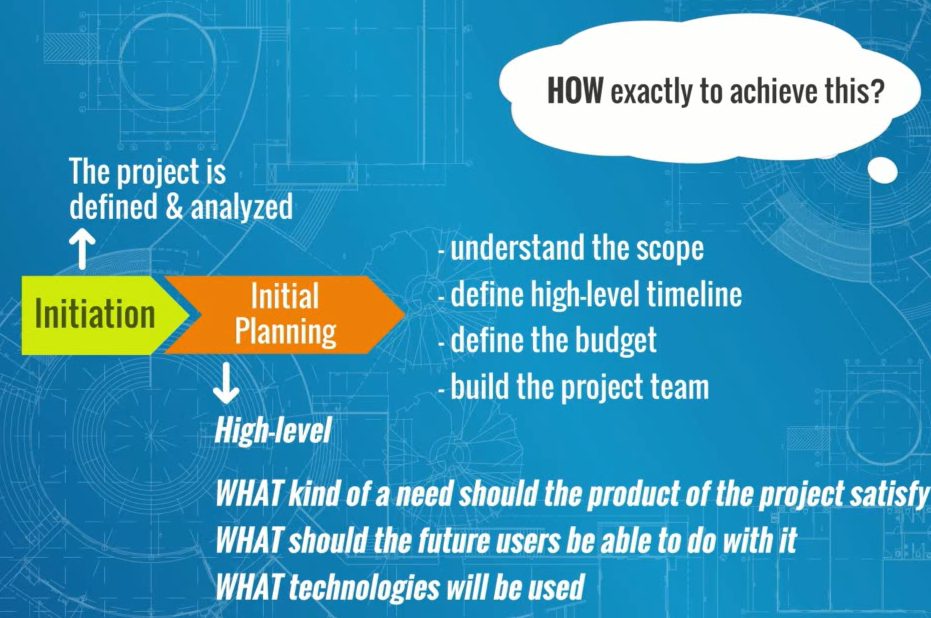 HOW exactly to achieve this?
The project is
defined & analyzed
Initiation
Initial
Planning
- understand the scope
- define high-level timeline
- define the budget
- build the project team
High-level
WHAT kind of a need should the product of the project satisfy
WHAT should the future users be able to do with it
WHAT technologies will be used